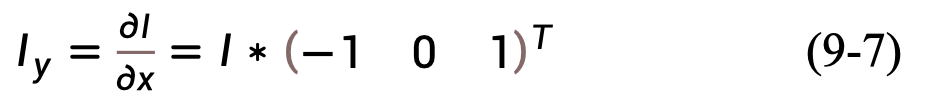 I_y = ∂I/∂x = I * (−1 0 1)^T (9-7)